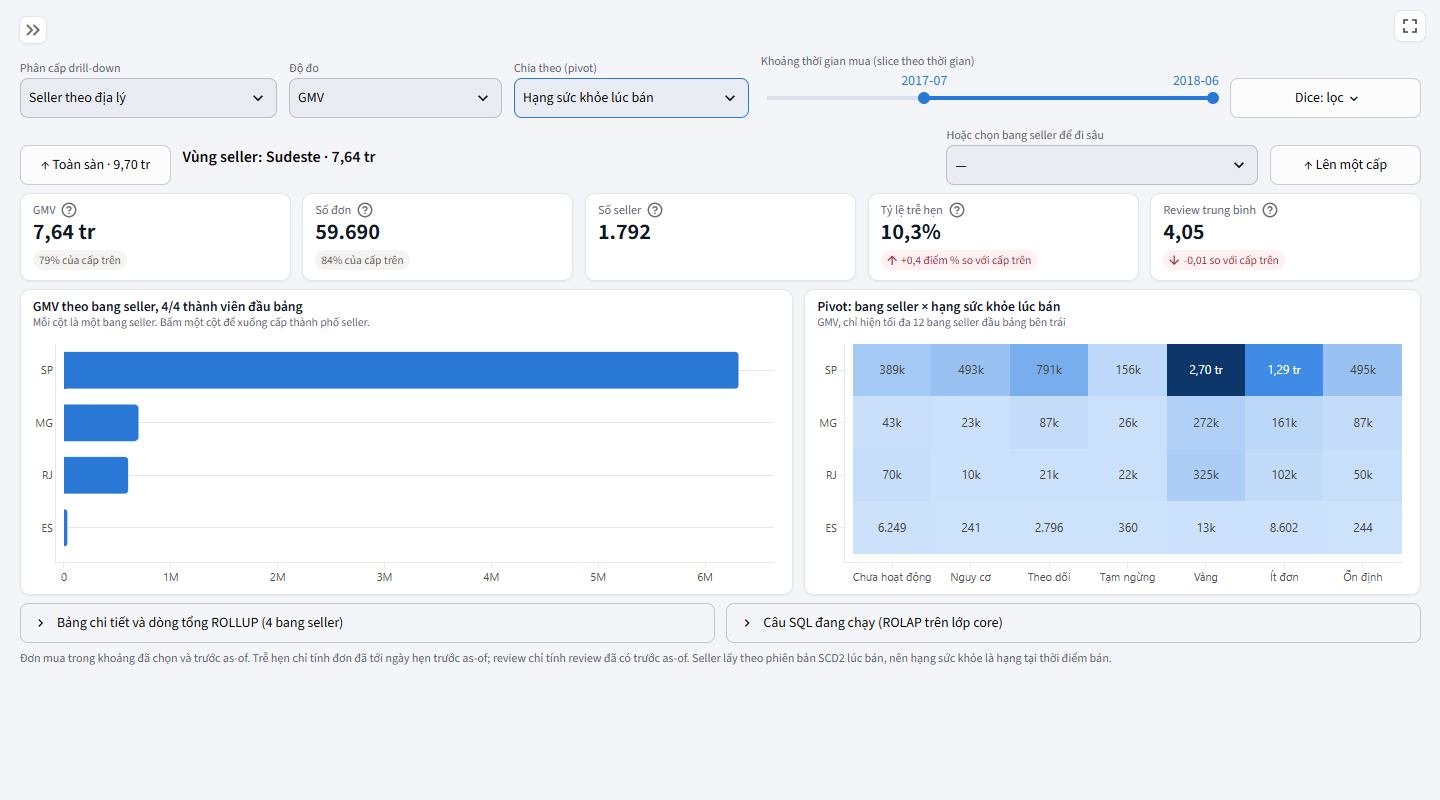 Phân cấp drill-down
Độ đo
Chia theo (pivot)
Khoảng thời gian mua (slice theo thời gian)
Seller theo địa lý
GMV
Hạng sức khỏe lúc bán
2017-07
2018-06
Dice: lọc
Hoặc chọn bang seller để đi sâu
↑ Toàn sàn · 9,70 tr
Vùng seller: Sudeste · 7,64 tr
—
↑ Lên một cấp
GMV
7,64 tr
79% của cấp trên
Số đơn
59.690
84% của cấp trên
Số seller
1.792
Tỷ lệ trễ hẹn
10,3%
+0,4 điểm % so với cấp trên
Review trung bình
4,05
-0,01 so với cấp trên
GMV theo bang seller, 4/4 thành viên đầu bảng
Mỗi cột là một bang seller. Bấm một cột để xuống cấp thành phố seller.
SP
MG
RJ
ES
0 1M 2M 3M 4M 5M 6M
Pivot: bang seller × hạng sức khỏe lúc bán
GMV, chỉ hiện tối đa 12 bang seller đầu bảng bên trái
SP 389k 493k 791k 156k 2,70 tr 1,29 tr 495k
MG 43k 23k 87k 26k 272k 161k 87k
RJ 70k 10k 21k 22k 325k 102k 50k
ES 6.249 241 2.796 360 13k 8.602 244
Chưa hoạt động Nguy cơ Theo dõi Tạm ngừng Vàng Ít đơn Ổn định
Bảng chi tiết và dòng tổng ROLLUP (4 bang seller)
Câu SQL đang chạy (ROLAP trên lớp core)
Đơn mua trong khoảng đã chọn và trước as-of. Trễ hẹn chỉ tính đơn đã tới ngày hẹn trước as-of; review chỉ tính review đã có trước as-of. Seller lấy theo phiên bản SCD2 lúc bán, nên hạng sức khỏe là hạng tại thời điểm bán.